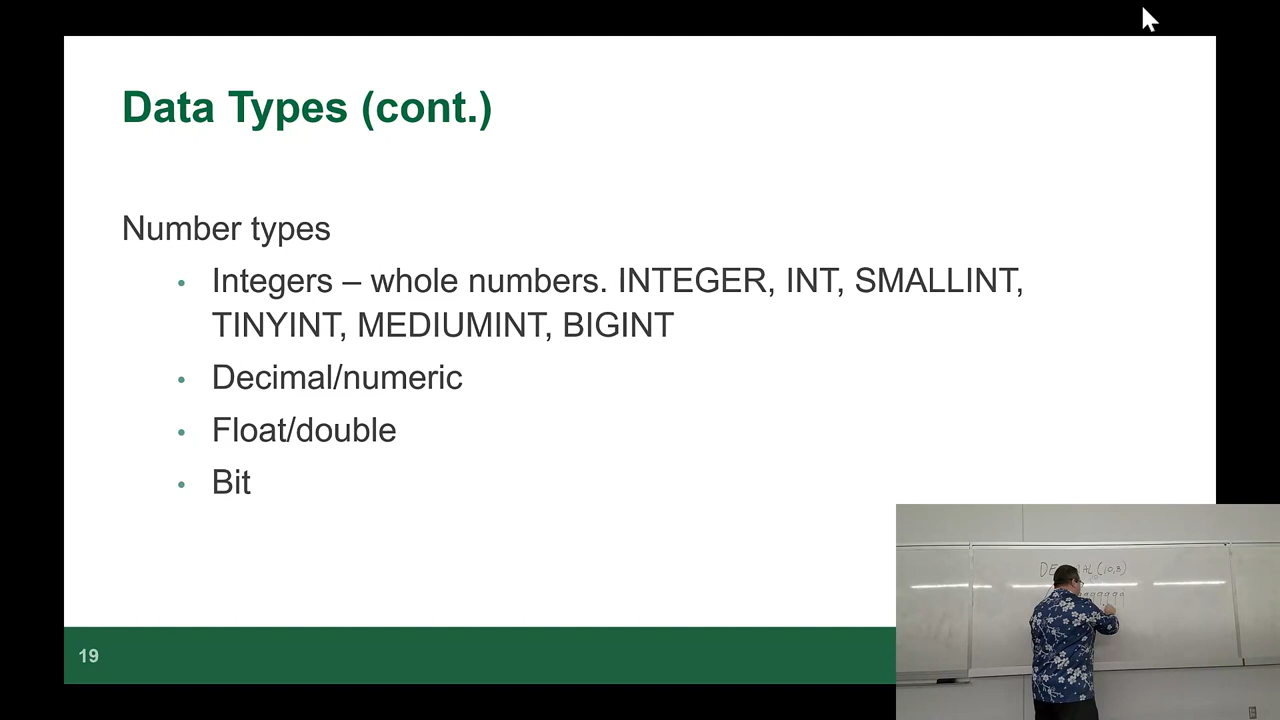 Data Types (cont.)
Number types
• Integers – whole numbers. INTEGER, INT, SMALLINT,
TINYINT, MEDIUMINT, BIGINT
• Decimal/numeric
• Float/double
• Bit
19